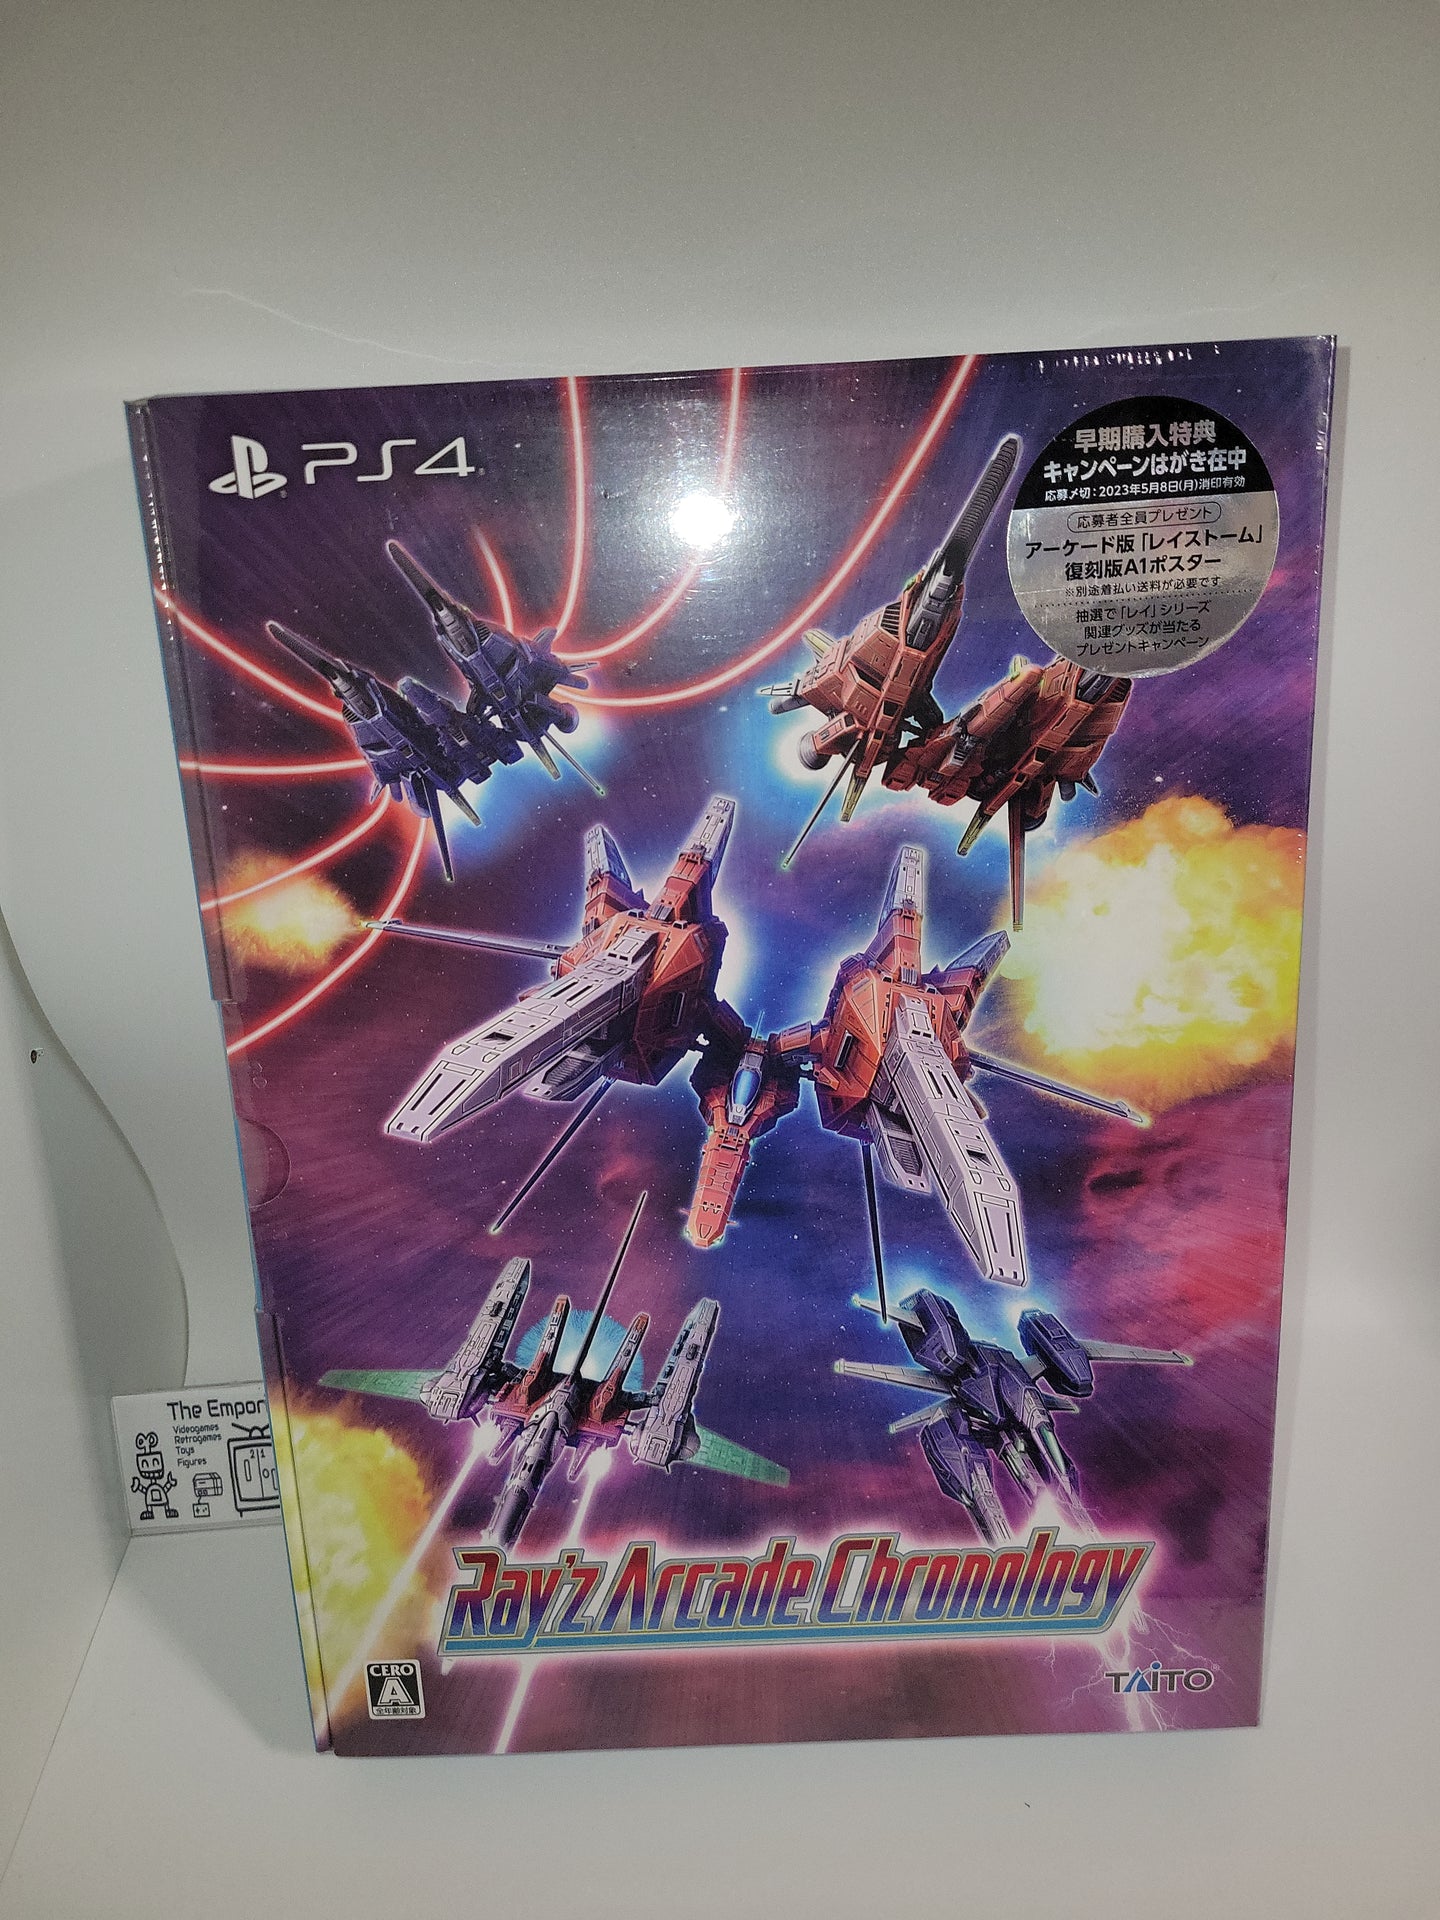 PS4
早期購入特典
キャンペーンはがき在中
応募〆切：2023年5月8日(月)消印有効
応募者全員プレゼント
アーケード版「レイストーム」
復刻版A1ポスター
※別途着払い送料が必要です
抽選で「レイ」シリーズ
関連グッズが当たる
プレゼントキャンペーン
The Empor
Videogames
Retrogames
Toys
Figures
Ray'z Arcade Chronology
CERO
A
全年齢対象
TAITO